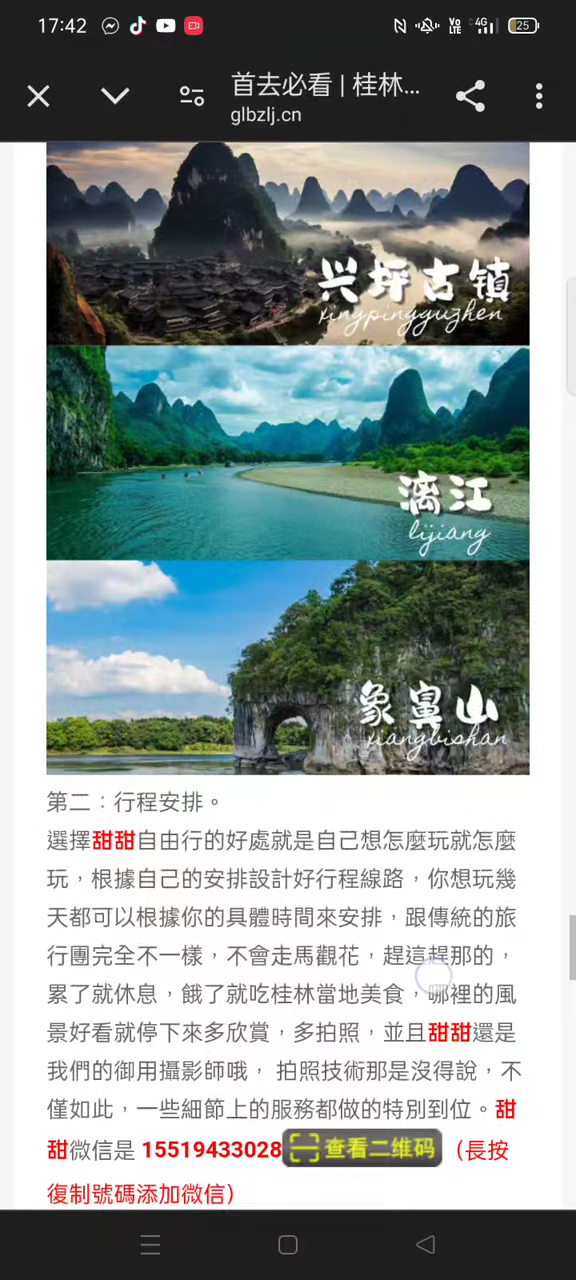 17:42
VO
LTE
4G
25
首去必看 | 桂林...
glbzlj.cn
兴坪古镇
xingpingguzhen
漓江
lijiang
象鼻山
xiangbishan
第二：行程安排。
選擇甜甜自由行的好處就是自己想怎麼玩就怎麼
玩，根據自己的安排設計好行程線路，你想玩幾
天都可以根據你的具體時間來安排，跟傳統的旅
行團完全不一樣，不會走馬觀花，趕這趕那的，
累了就休息，餓了就吃桂林當地美食，哪裡的風
景好看就停下來多欣賞，多拍照，並且甜甜還是
我們的御用攝影師哦， 拍照技術那是沒得說，不
僅如此，一些細節上的服務都做的特別到位。甜
甜微信是 15519433028 查看二维码 （長按
復制號碼添加微信）